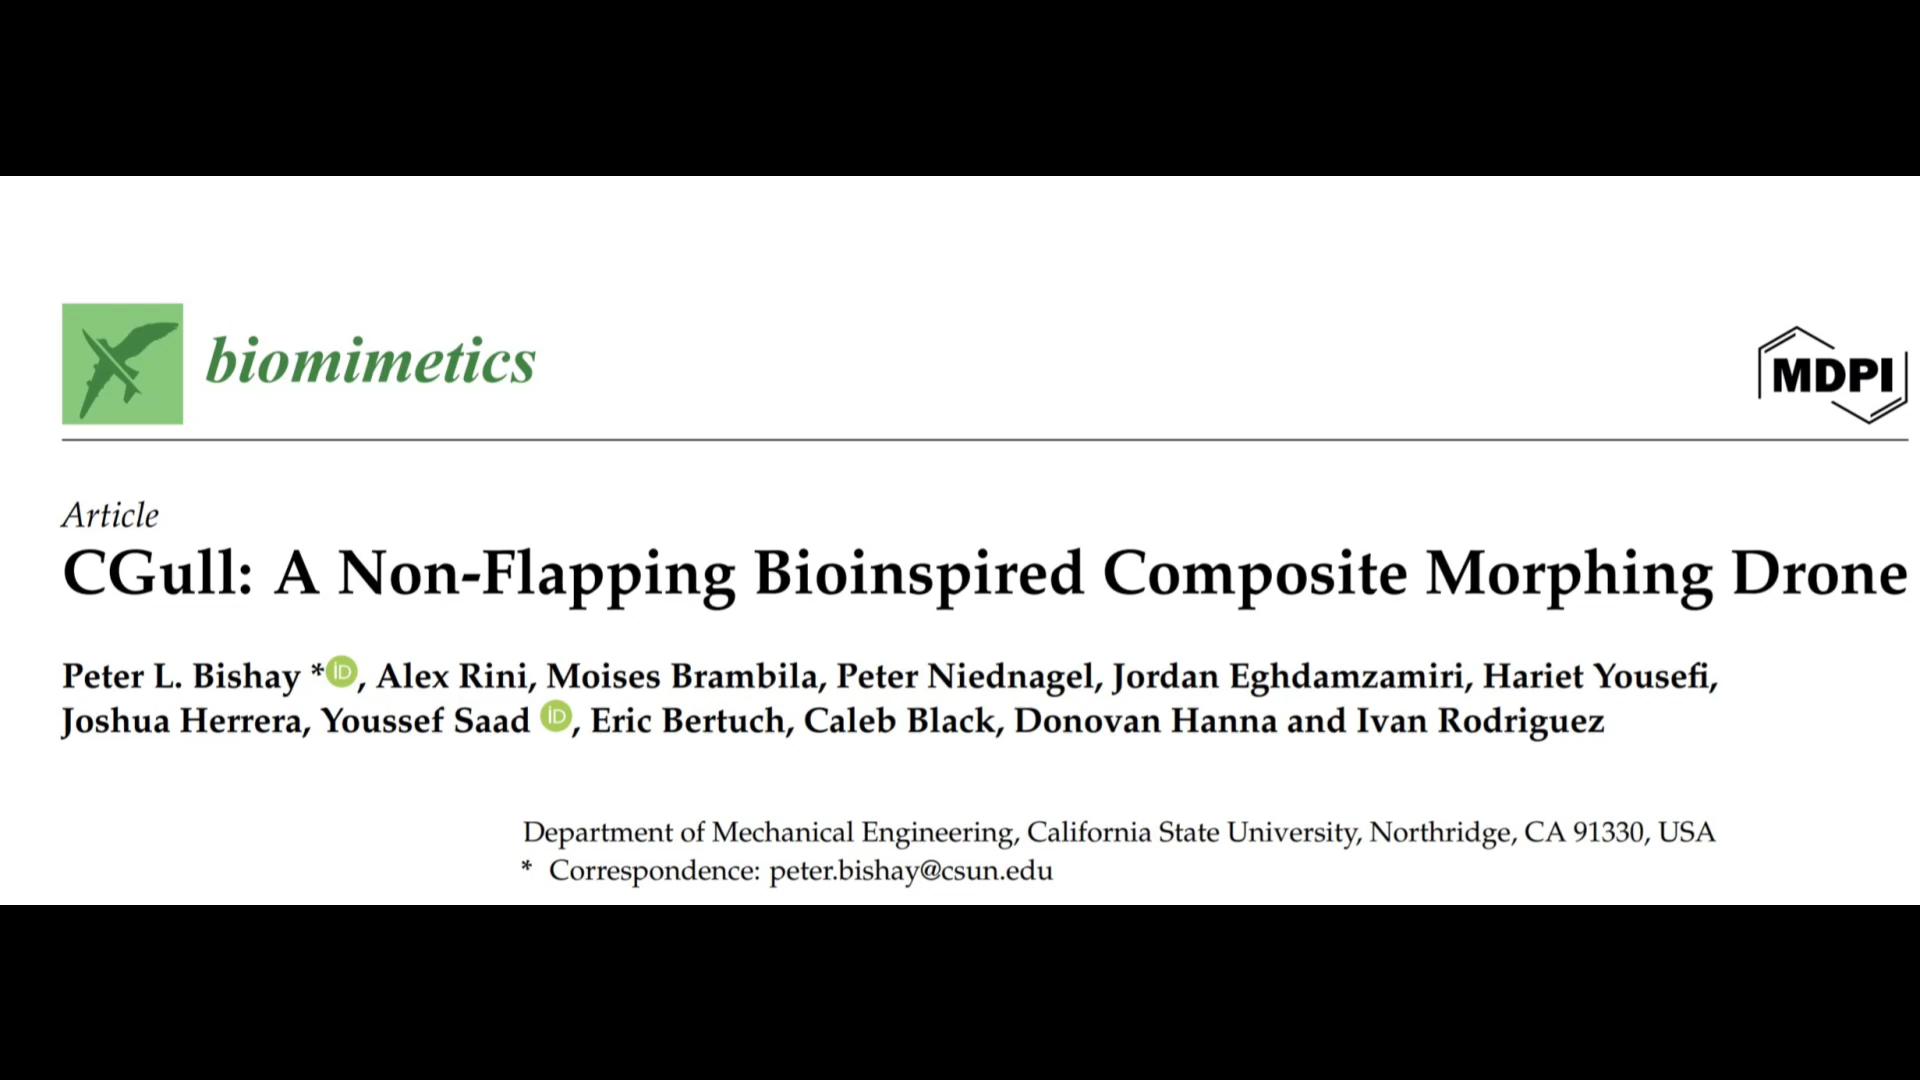 biomimetics
MDPI
Article
CGull: A Non-Flapping Bioinspired Composite Morphing Drone
Peter L. Bishay * iD, Alex Rini, Moises Brambila, Peter Niednagel, Jordan Eghdamzamiri, Hariet Yousefi,
Joshua Herrera, Youssef Saad iD, Eric Bertuch, Caleb Black, Donovan Hanna and Ivan Rodriguez
Department of Mechanical Engineering, California State University, Northridge, CA 91330, USA
* Correspondence: peter.bishay@csun.edu